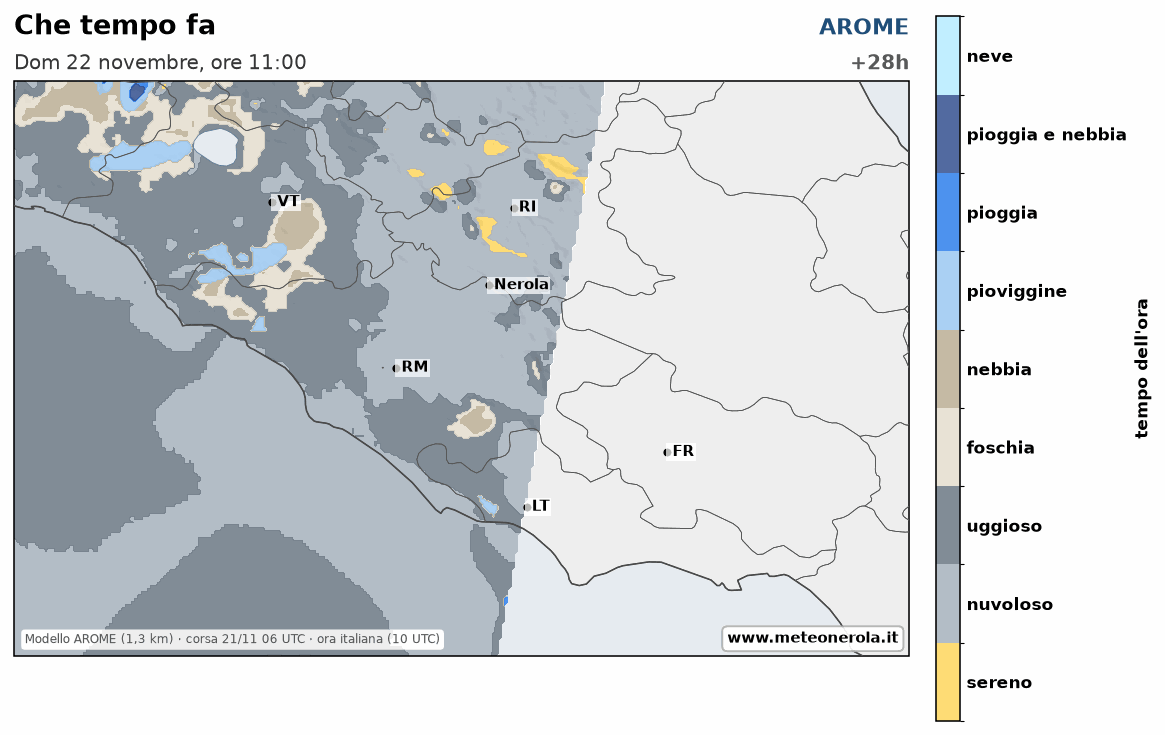 Che tempo fa
AROME
Dom 22 novembre, ore 11:00
+28h
neve
pioggia e nebbia
pioggia
pioviggine
nebbia
foschia
uggioso
nuvoloso
sereno
tempo dell'ora
VT
RI
Nerola
RM
FR
LT
Modello AROME (1,3 km) · corsa 21/11 06 UTC · ora italiana (10 UTC)
www.meteonerola.it